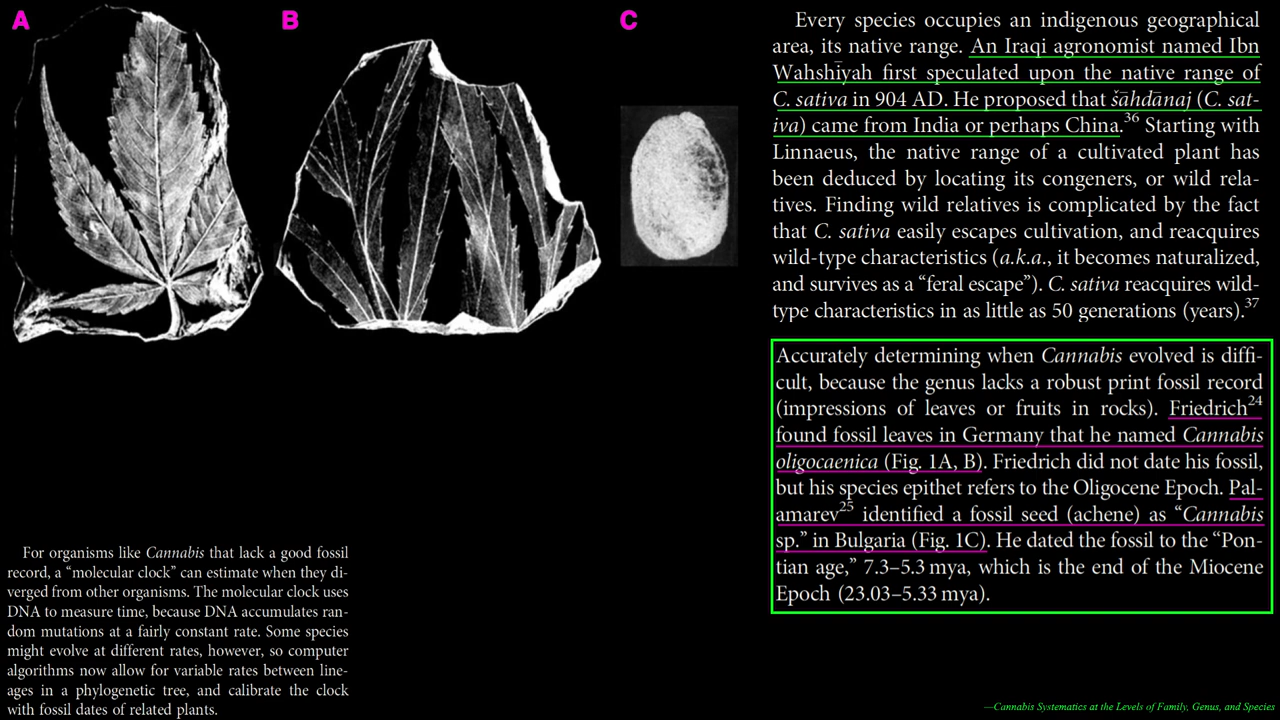 A
B
C
Every species occupies an indigenous geographical
area, its native range. An Iraqi agronomist named Ibn
Wahshīyah first speculated upon the native range of
C. sativa in 904 AD. He proposed that šāhdānaj (C. sat-
iva) came from India or perhaps China.36 Starting with
Linnaeus, the native range of a cultivated plant has
been deduced by locating its congeners, or wild rela-
tives. Finding wild relatives is complicated by the fact
that C. sativa easily escapes cultivation, and reacquires
wild-type characteristics (a.k.a., it becomes naturalized,
and survives as a “feral escape”). C. sativa reacquires wild-
type characteristics in as little as 50 generations (years).37
Accurately determining when Cannabis evolved is diffi-
cult, because the genus lacks a robust print fossil record
(impressions of leaves or fruits in rocks). Friedrich24
found fossil leaves in Germany that he named Cannabis
oligocaenica (Fig. 1A, B). Friedrich did not date his fossil,
but his species epithet refers to the Oligocene Epoch. Pal-
amarev25 identified a fossil seed (achene) as “Cannabis
sp.” in Bulgaria (Fig. 1C). He dated the fossil to the “Pon-
tian age,” 7.3–5.3 mya, which is the end of the Miocene
Epoch (23.03–5.33 mya).
For organisms like Cannabis that lack a good fossil
record, a “molecular clock” can estimate when they di-
verged from other organisms. The molecular clock uses
DNA to measure time, because DNA accumulates ran-
dom mutations at a fairly constant rate. Some species
might evolve at different rates, however, so computer
algorithms now allow for variable rates between line-
ages in a phylogenetic tree, and calibrate the clock
with fossil dates of related plants.
—Cannabis Systematics at the Levels of Family, Genus, and Species